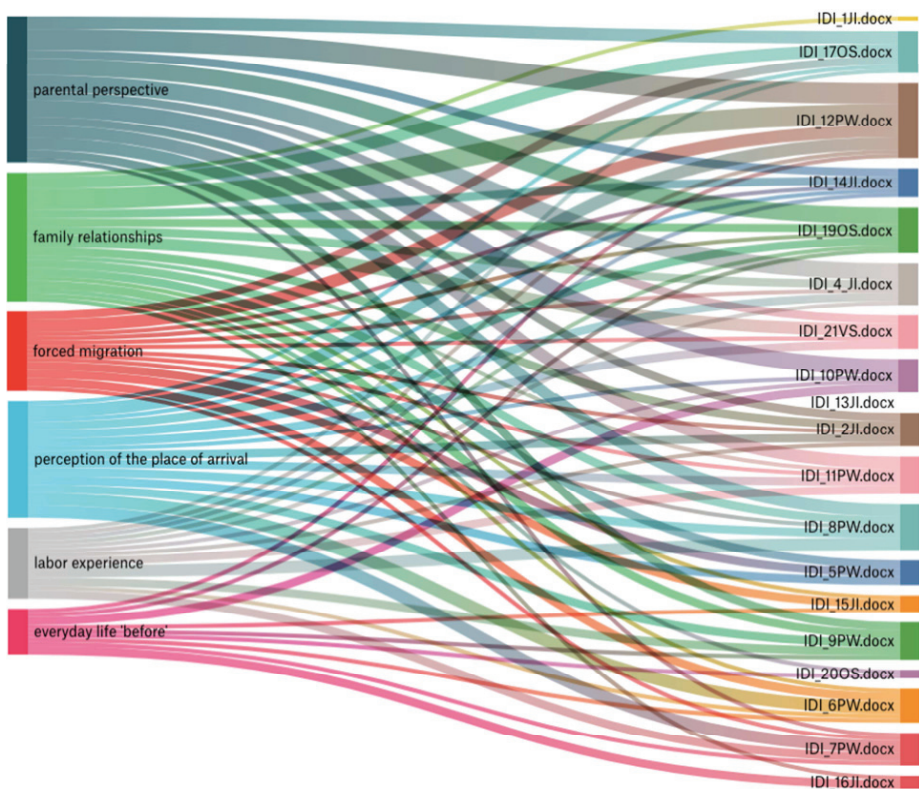 parental perspective
family relationships
forced migration
perception of the place of arrival
labor experience
everyday life 'before'
IDI_1JI.docx
IDI_17OS.docx
IDI_12PW.docx
IDI_14JI.docx
IDI_19OS.docx
IDI_4_JI.docx
IDI_21VS.docx
IDI_10PW.docx
IDI_13JI.docx
IDI_2JI.docx
IDI_11PW.docx
IDI_8PW.docx
IDI_5PW.docx
IDI_15JI.docx
IDI_9PW.docx
IDI_20OS.docx
IDI_6PW.docx
IDI_7PW.docx
IDI_16JI.docx